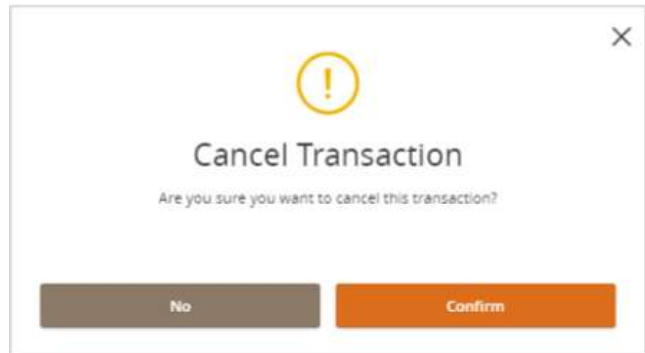 Cancel Transaction
Are you sure you want to cancel this transaction?
No
Confirm